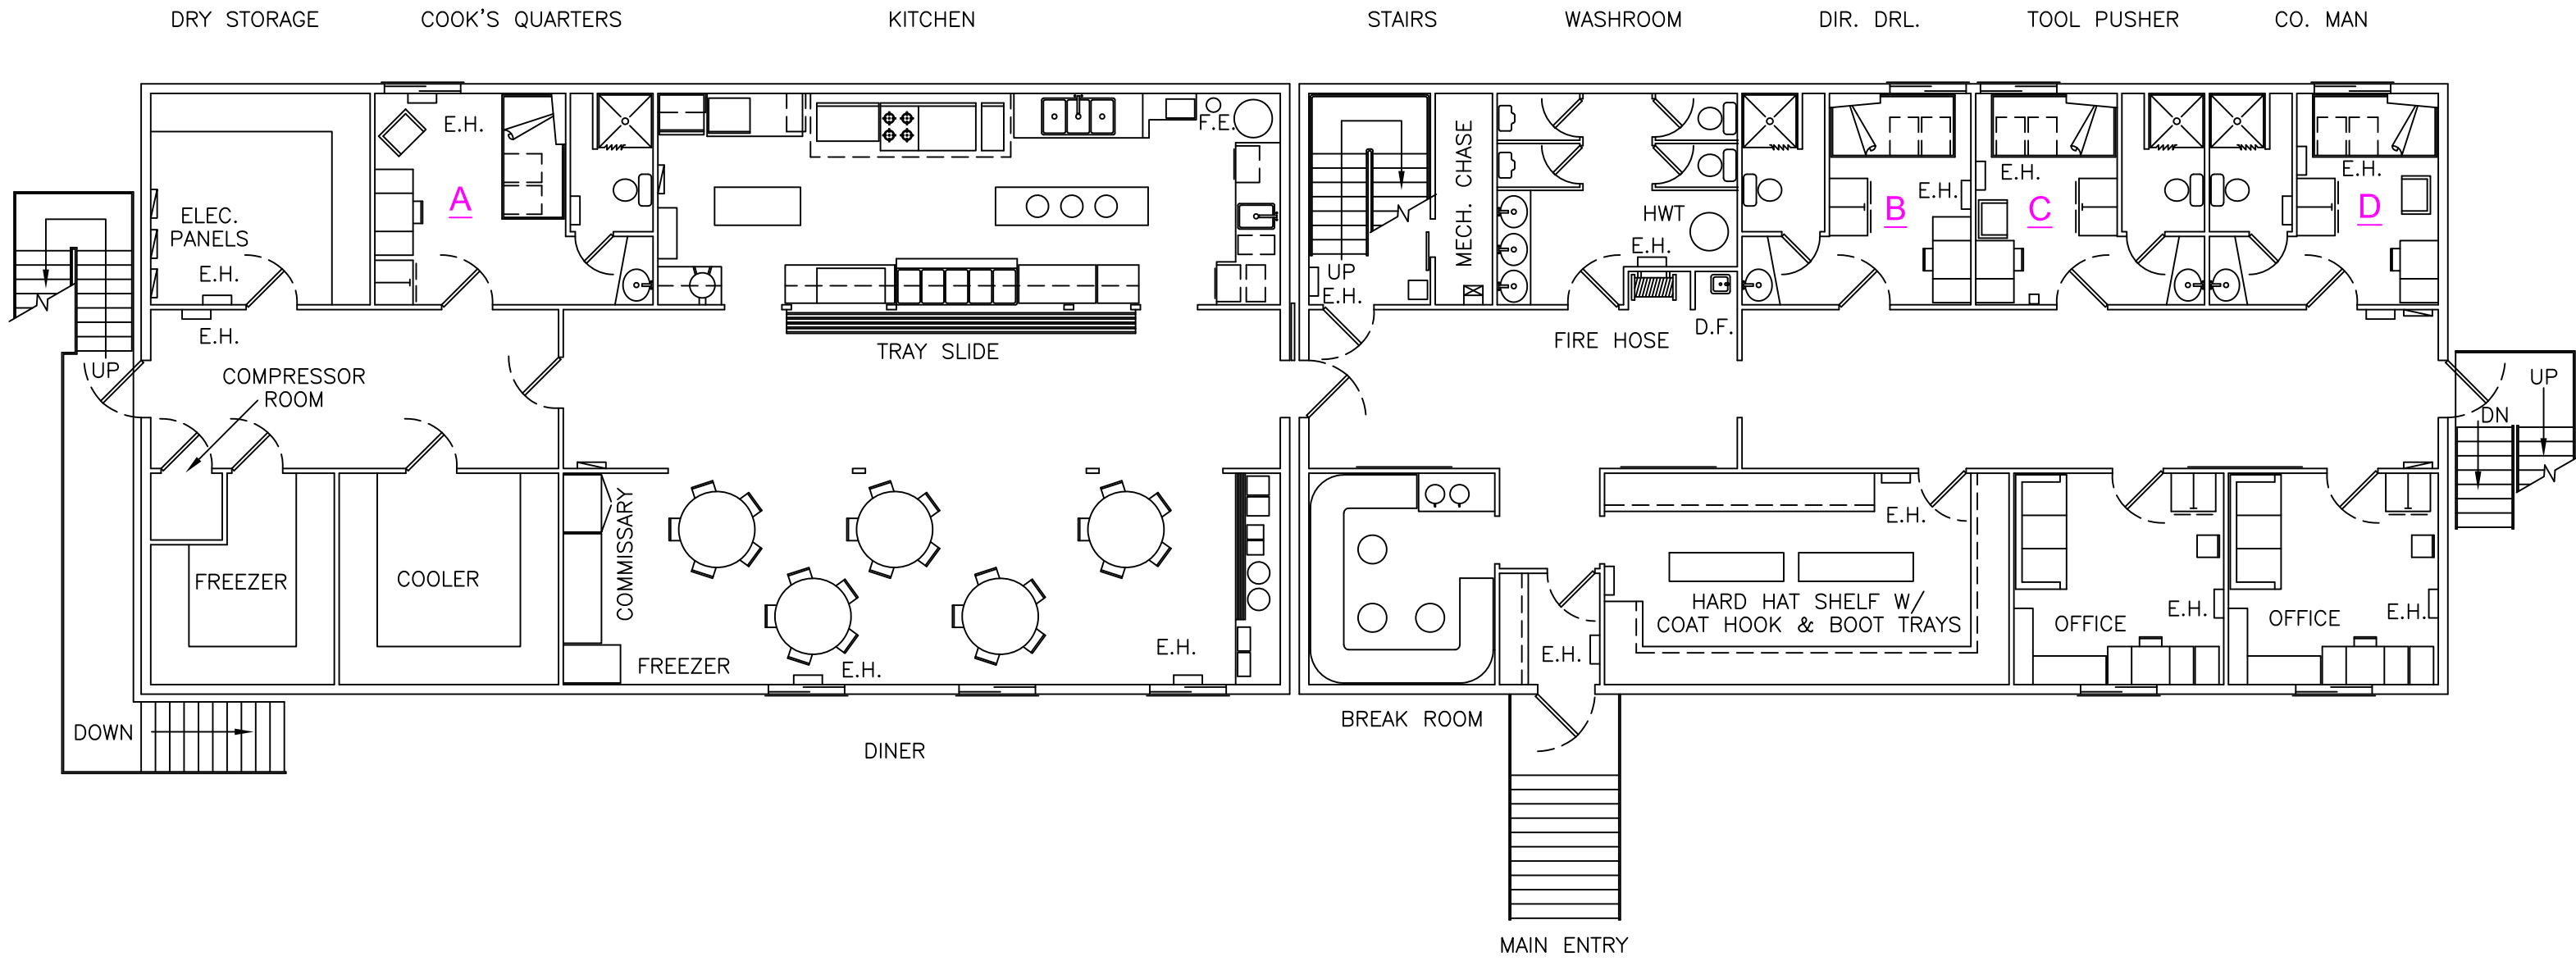 DRY STORAGE
COOK'S QUARTERS
KITCHEN
STAIRS
WASHROOM
DIR. DRL.
TOOL PUSHER
CO. MAN
E.H.
A
ELEC.
PANELS
E.H.
E.H.
UP
COMPRESSOR
ROOM
F.E.
TRAY SLIDE
MECH. CHASE
UP
E.H.
HWT
E.H.
FIRE HOSE
D.F.
E.H.
B
E.H.
C
E.H.
D
UP
DN
FREEZER
COOLER
COMMISSARY
FREEZER
E.H.
E.H.
E.H.
E.H.
HARD HAT SHELF W/
COAT HOOK & BOOT TRAYS
E.H.
OFFICE
E.H.
OFFICE
DOWN
DINER
BREAK ROOM
MAIN ENTRY